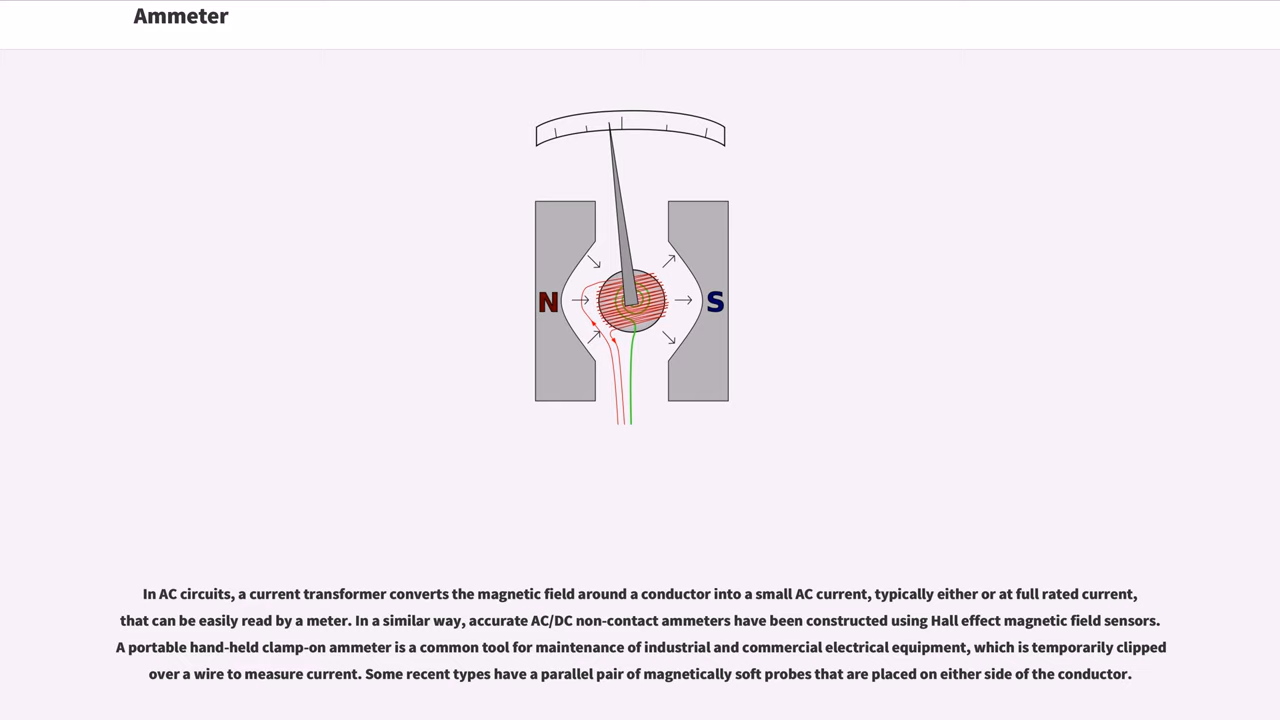 Ammeter
N
S
In AC circuits, a current transformer converts the magnetic field around a conductor into a small AC current, typically either or at full rated current,
that can be easily read by a meter. In a similar way, accurate AC/DC non-contact ammeters have been constructed using Hall effect magnetic field sensors.
A portable hand-held clamp-on ammeter is a common tool for maintenance of industrial and commercial electrical equipment, which is temporarily clipped
over a wire to measure current. Some recent types have a parallel pair of magnetically soft probes that are placed on either side of the conductor.